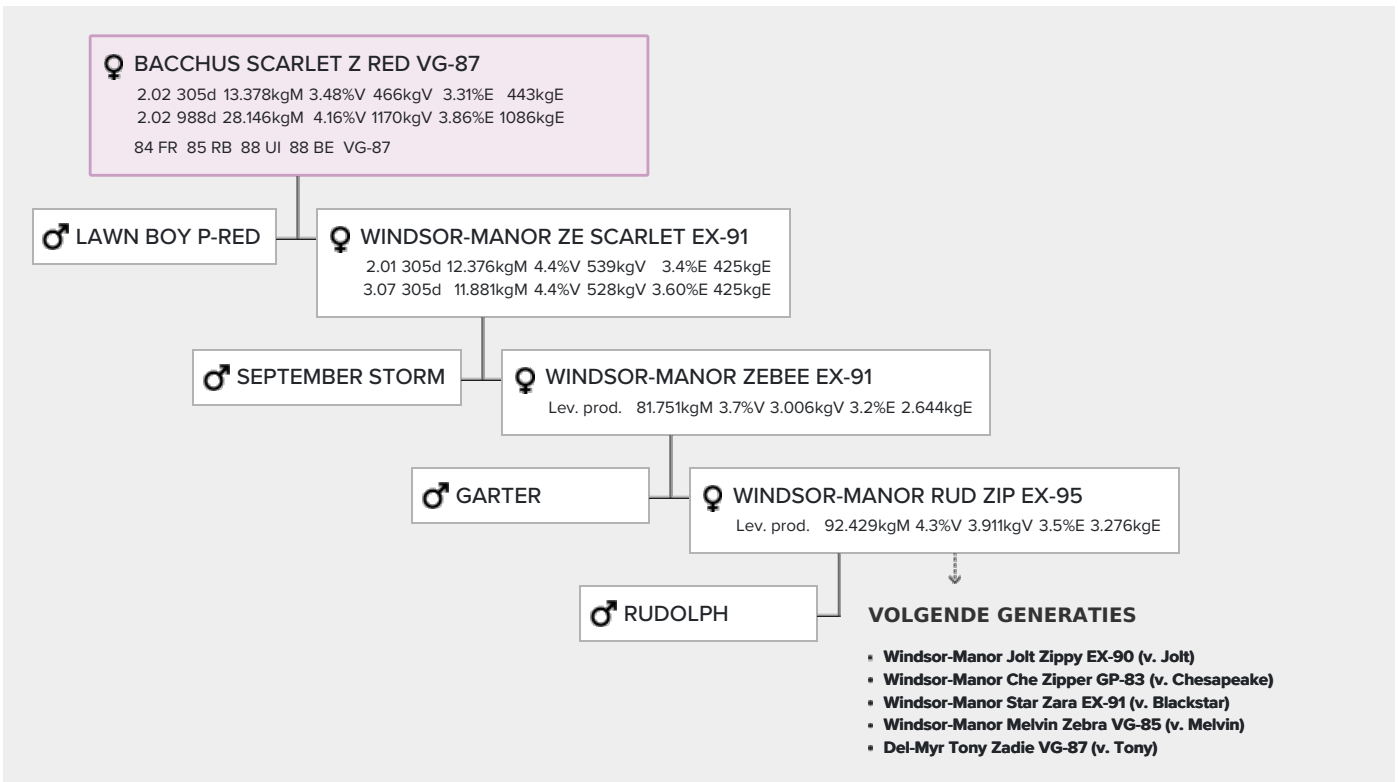 BACCHUS SCARLET Z RED VG-87
2.02 305d 13.378kgM 3.48%V 466kgV 3.31%E 443kgE
2.02 988d 28.146kgM 4.16%V 1170kgV 3.86%E 1086kgE
84 FR 85 RB 88 UI 88 BE VG-87
LAWN BOY P-RED
WINDSOR-MANOR ZE SCARLET EX-91
2.01 305d 12.376kgM 4.4%V 539kgV 3.4%E 425kgE
3.07 305d 11.881kgM 4.4%V 528kgV 3.60%E 425kgE
SEPTEMBER STORM
WINDSOR-MANOR ZEBEE EX-91
Lev. prod. 81.751kgM 3.7%V 3.006kgV 3.2%E 2.644kgE
GARTER
WINDSOR-MANOR RUD ZIP EX-95
Lev. prod. 92.429kgM 4.3%V 3.911kgV 3.5%E 3.276kgE
RUDOLPH
VOLGENDE GENERATIES
• Windsor-Manor Jolt Zippy EX-90 (v. Jolt)
• Windsor-Manor Che Zipper GP-83 (v. Chesapeake)
• Windsor-Manor Star Zara EX-91 (v. Blackstar)
• Windsor-Manor Melvin Zebra VG-85 (v. Melvin)
• Del-Myr Tony Zadie VG-87 (v. Tony)